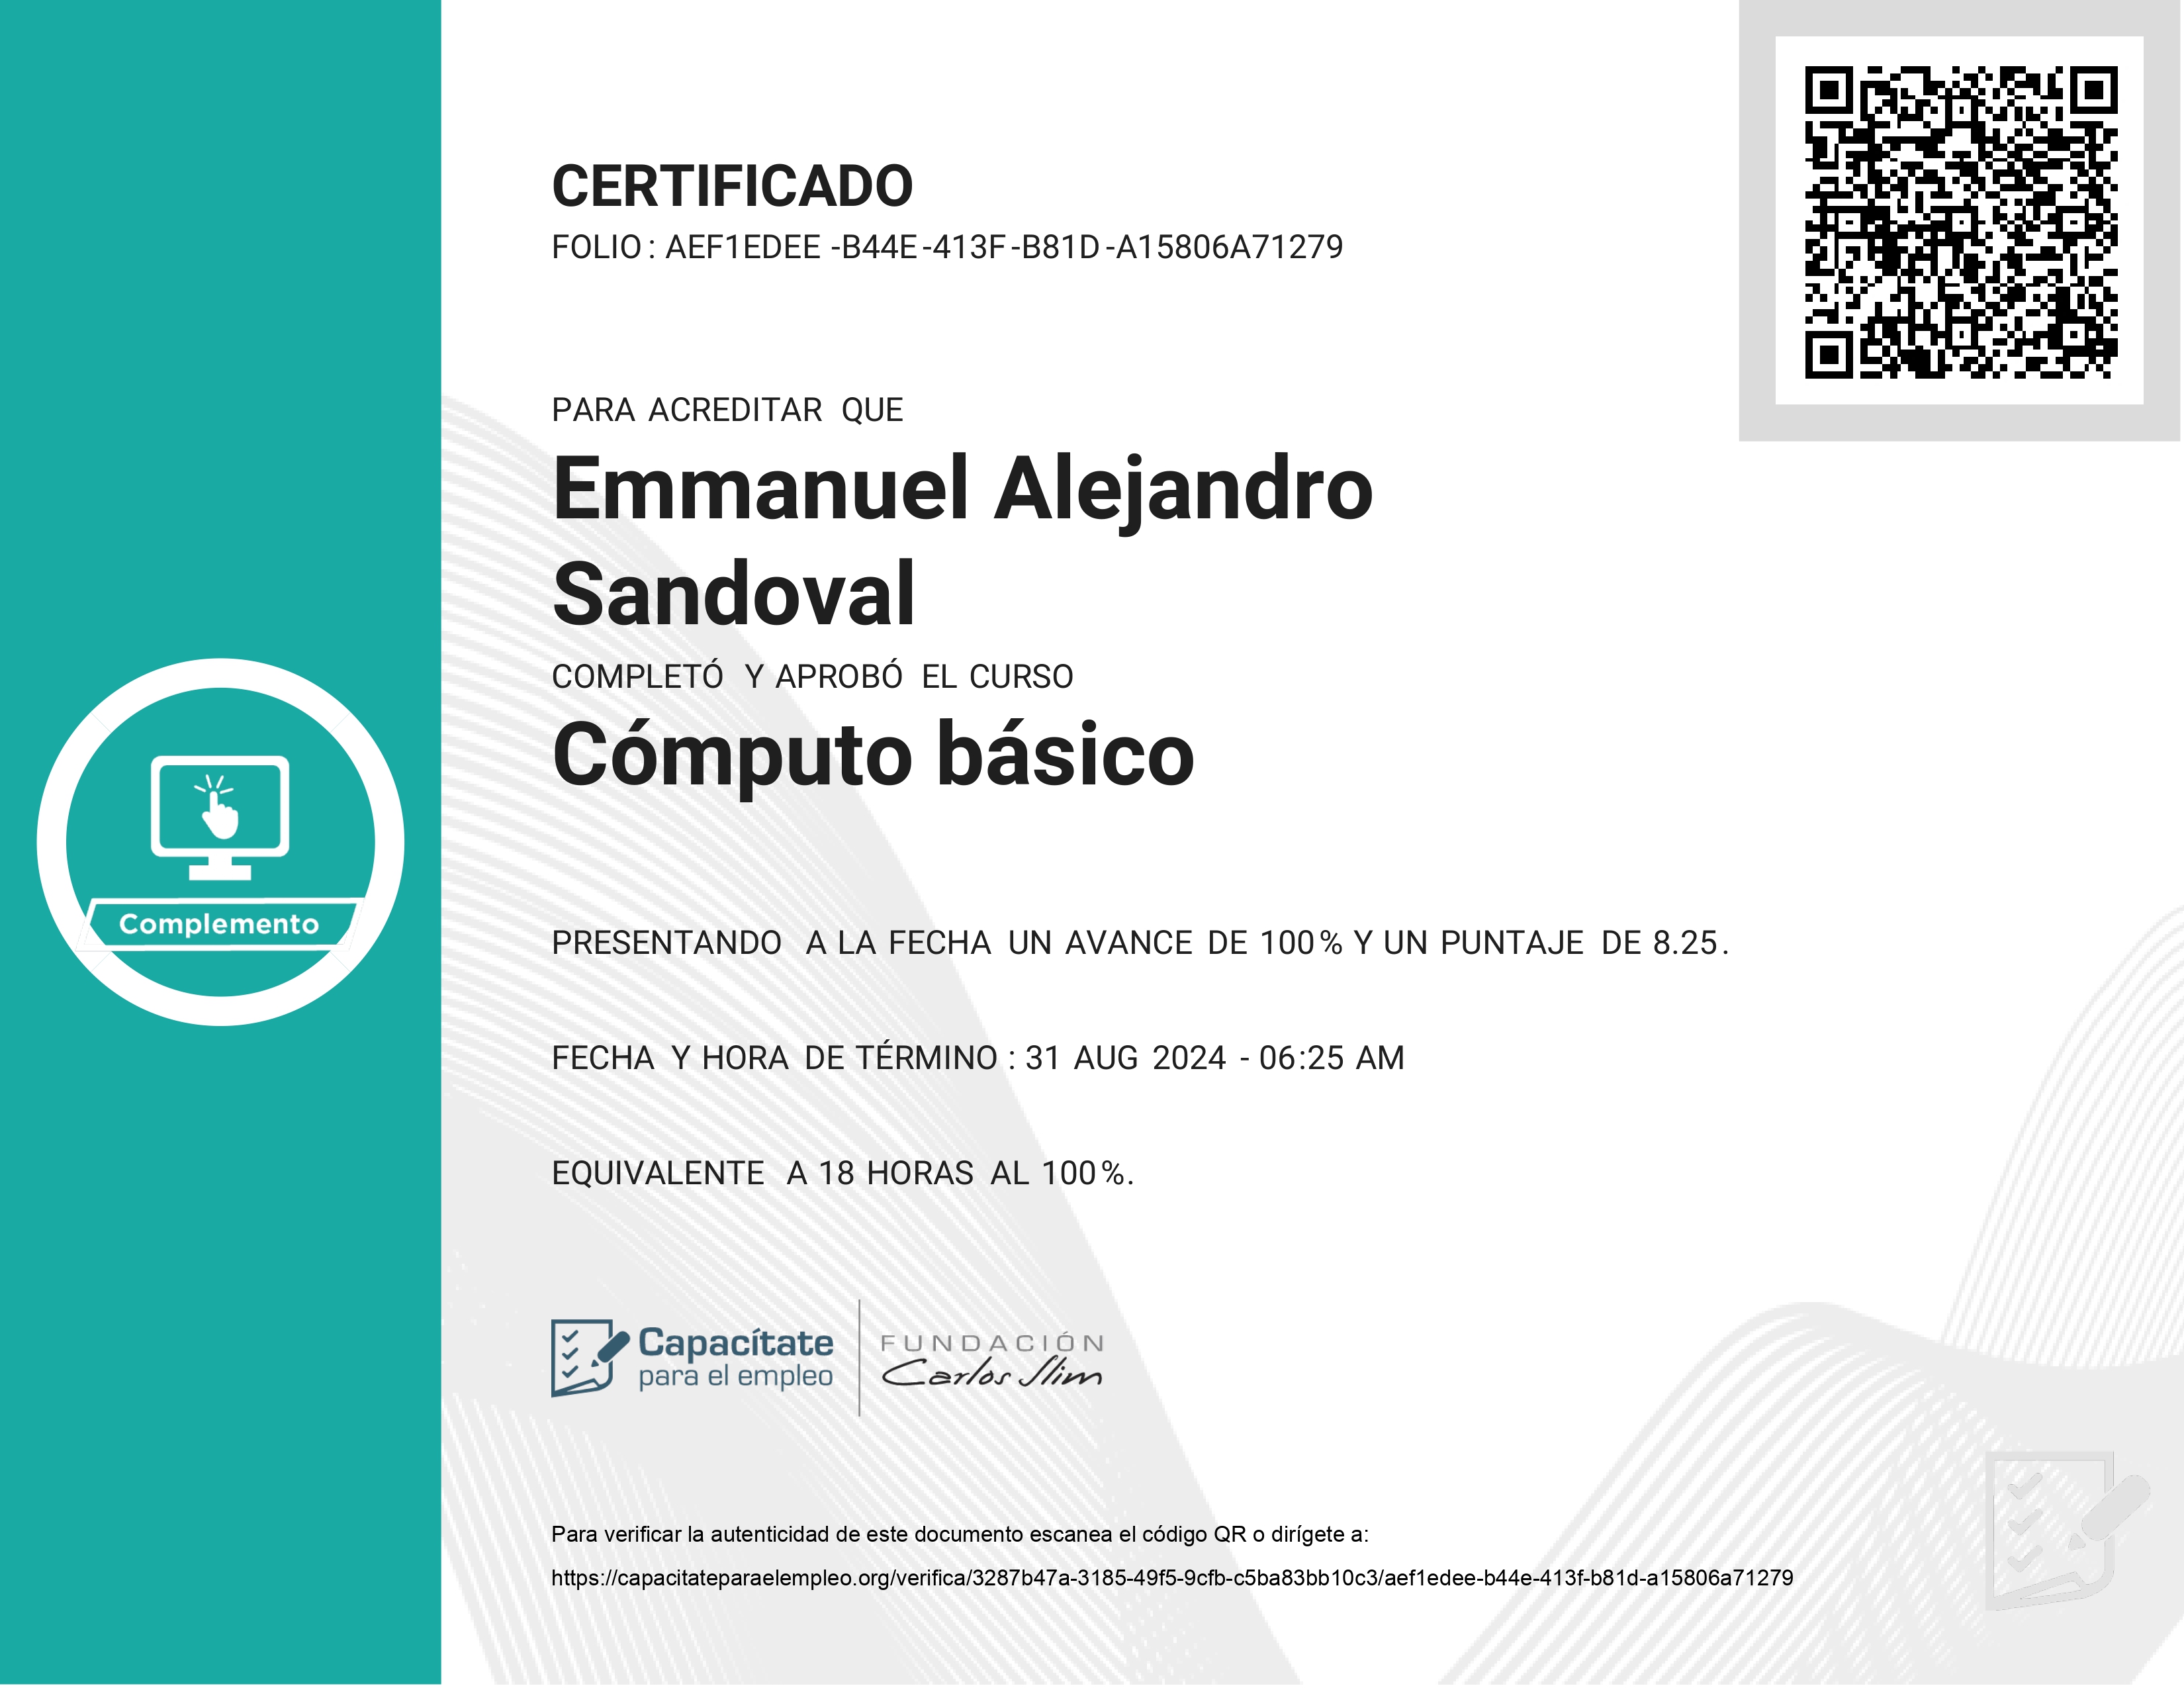 CERTIFICADO
FOLIO: AEF1EDEE-B44E-413F-B81D-A15806A71279
PARA ACREDITAR QUE
Emmanuel Alejandro
Sandoval
COMPLETÓ Y APROBÓ EL CURSO
Cómputo básico
Complemento
PRESENTANDO A LA FECHA UN AVANCE DE 100% Y UN PUNTAJE DE 8.25.
FECHA Y HORA DE TÉRMINO: 31 AUG 2024 - 06:25 AM
EQUIVALENTE A 18 HORAS AL 100%.
Capacítate
para el empleo
FUNDACIÓN
Carlos Slim
Para verificar la autenticidad de este documento escanea el código QR o dirígete a:
https://capacitateparaelempleo.org/verifica/3287b47a-3185-49f5-9cfb-c5ba83bb10c3/aef1edee-b44e-413f-b81d-a15806a71279